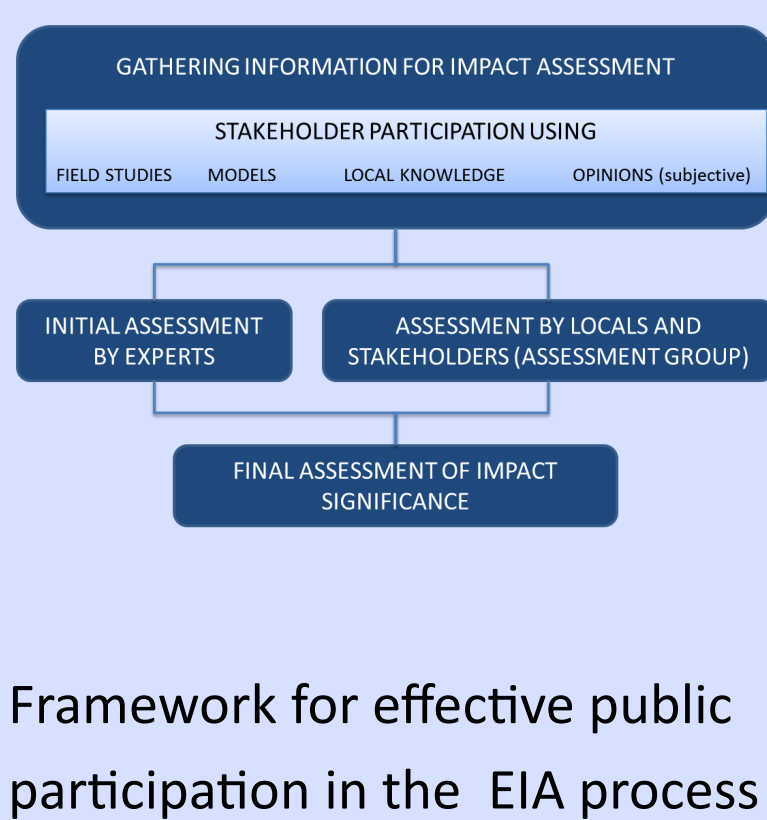 GATHERING INFORMATION FOR IMPACT ASSESSMENT
STAKEHOLDER PARTICIPATION USING
FIELD STUDIES MODELS LOCAL KNOWLEDGE OPINIONS (subjective)
INITIAL ASSESSMENT
BY EXPERTS
ASSESSMENT BY LOCALS AND
STAKEHOLDERS (ASSESSMENT GROUP)
FINAL ASSESSMENT OF IMPACT
SIGNIFICANCE
Framework for effective public
participation in the EIA process